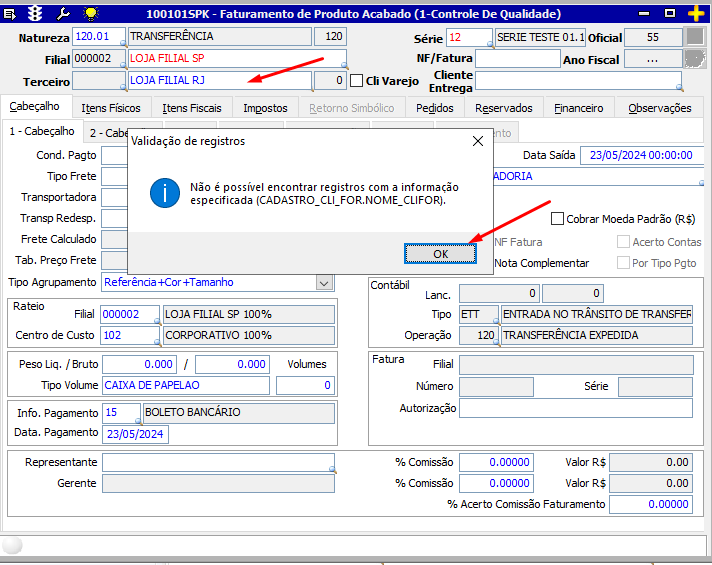 100101SPK - Faturamento de Produto Acabado (1-Controle De Qualidade)
Natureza 120.01 TRANSFERÊNCIA 120 Série 12 SERIE TESTE 01.1 Oficial 55
Filial 000002 LOJA FILIAL SP NF/Fatura Ano Fiscal ...
Terceiro LOJA FILIAL RJ 0 Cli Varejo Cliente Entrega
Cabeçalho Itens Físicos Itens Fiscais Impostos Retorno Simbólico Pedidos Reservados Financeiro Observações
1 - Cabeçalho 2 - Cabe
Validação de registros
Não é possível encontrar registros com a informação
especificada (CADASTRO_CLI_FOR.NOME_CLIFOR).
OK
Cond. Pagto Data Saída 23/05/2024 00:00:00
Tipo Frete ADORIA
Transportadora
Transp Redesp. Cobrar Moeda Padrão (R$)
Frete Calculado NF Fatura Acerto Contas
Tab. Preço Frete Nota Complementar Por Tipo Pgto
Tipo Agrupamento Referência+Cor+Tamanho
Rateio
Filial 000002 LOJA FILIAL SP 100%
Centro de Custo 102 CORPORATIVO 100%
Contábil
Lanc. 0 0
Tipo ETT ENTRADA NO TRÂNSITO DE TRANSFER
Operação 120 TRANSFERÊNCIA EXPEDIDA
Peso Liq. / Bruto 0.000 / 0.000 Volumes
Tipo Volume CAIXA DE PAPELAO 0
Fatura
Filial
Número Série
Autorização
Info. Pagamento 15 BOLETO BANCÁRIO
Data. Pagamento 23/05/2024
Representante % Comissão 0.00000 Valor R$ 0.00
Gerente % Comissão 0.00000 Valor R$ 0.00
% Acerto Comissão Faturamento 0.00000